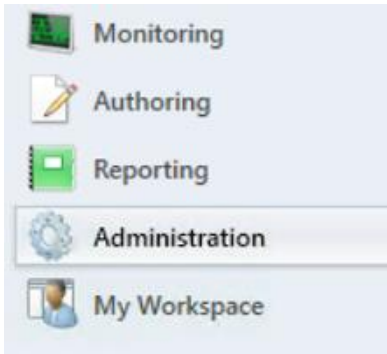 Monitoring
Authoring
Reporting
Administration
My Workspace